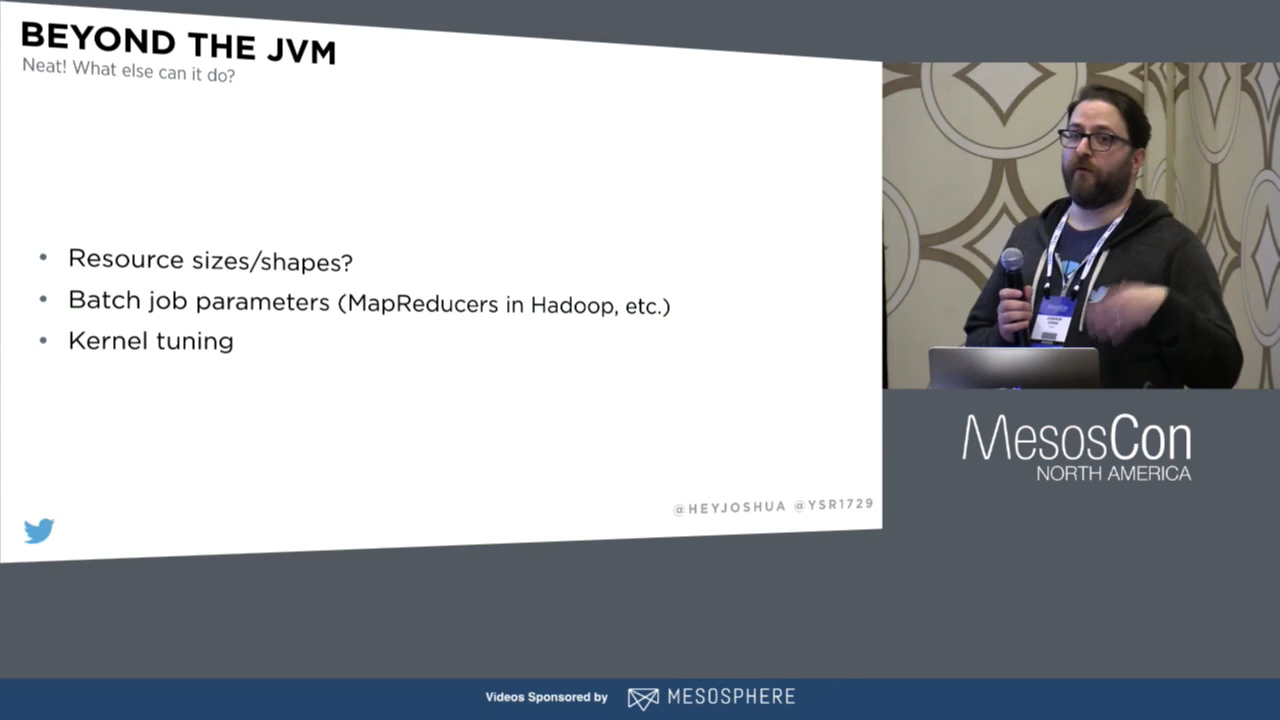 BEYOND THE JVM
Neat! What else can it do?
• Resource sizes/shapes?
• Batch job parameters (MapReducers in Hadoop, etc.)
• Kernel tuning
@HEYJOSHUA @YSR1729
MesosCon
NORTH AMERICA
Videos Sponsored by MESOSPHERE